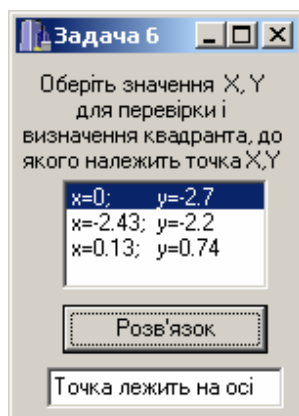 Задача 6
Оберіть значення X, Y
для перевірки і
визначення квадранта, до
якого належить точка X,Y
x=0; y=-2.7
x=-2.43; y=-2.2
x=0.13; y=0.74
Розв'язок
Точка лежить на осі